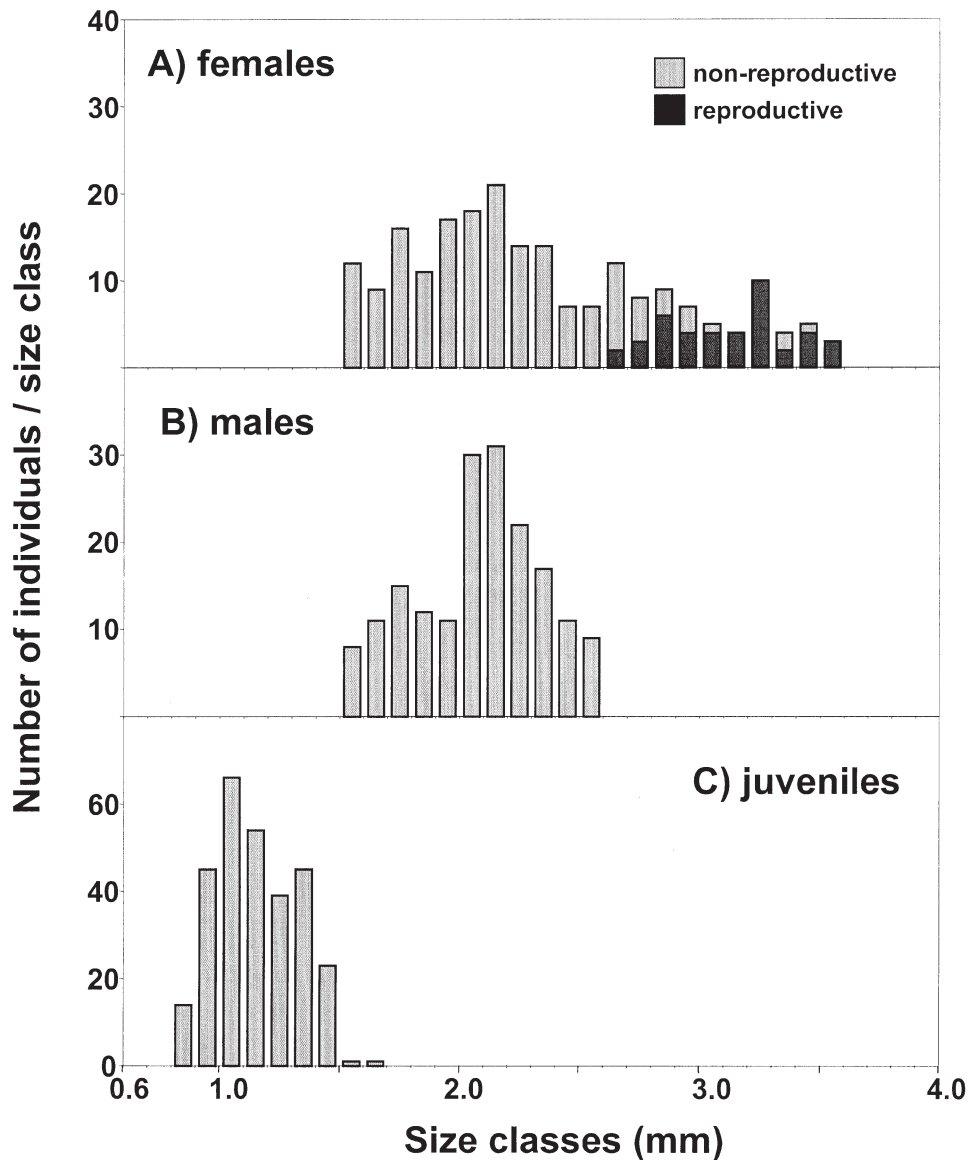 Number of individuals / size class
40
30
20
10
A) females
non-reproductive
reproductive
30
20
10
B) males
60
40
20
0
C) juveniles
0.6 1.0 2.0 3.0 4.0
Size classes (mm)